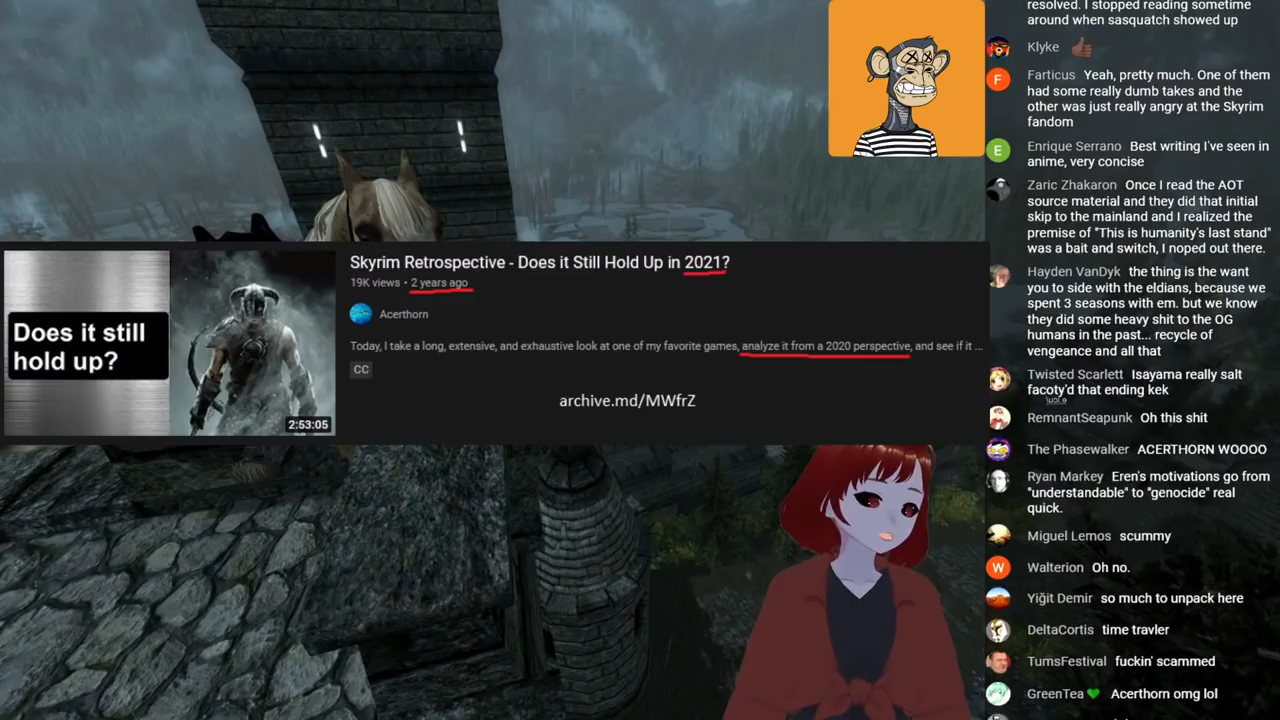 Skyrim Retrospective - Does it Still Hold Up in 2021?
19K views • 2 years ago
Acerthorn
Today, I take a long, extensive, and exhaustive look at one of my favorite games, analyze it from a 2020 perspective, and see if it ...
CC
archive.md/MWfrZ
Does it still
hold up?
2:53:05
resolved. I stopped reading sometime
around when sasquatch showed up
Klyke 👍🏾
F
Farticus Yeah, pretty much. One of them
had some really dumb takes and the
other was just really angry at the Skyrim
fandom
E
Enrique Serrano Best writing I've seen in
anime, very concise
Zaric Zhakaron Once I read the AOT
source material and they did that initial
skip to the mainland and I realized the
premise of "This is humanity's last stand"
was a bait and switch, I noped out there.
Hayden VanDyk the thing is the want
you to side with the eldians, because we
spent 3 seasons with em. but we know
they did some heavy shit to the OG
humans in the past... recycle of
vengeance and all that
Twisted Scarlett Isayama really salt
facoty'd that ending kek
RemnantSeapunk Oh this shit
The Phasewalker ACERTHORN WOOOO
Ryan Markey Eren's motivations go from
"understandable" to "genocide" real
quick.
Miguel Lemos scummy
W
Walterion Oh no.
Yiğit Demir so much to unpack here
DeltaCortis time travler
TumsFestival fuckin' scammed
GreenTea💚 Acerthorn omg lol